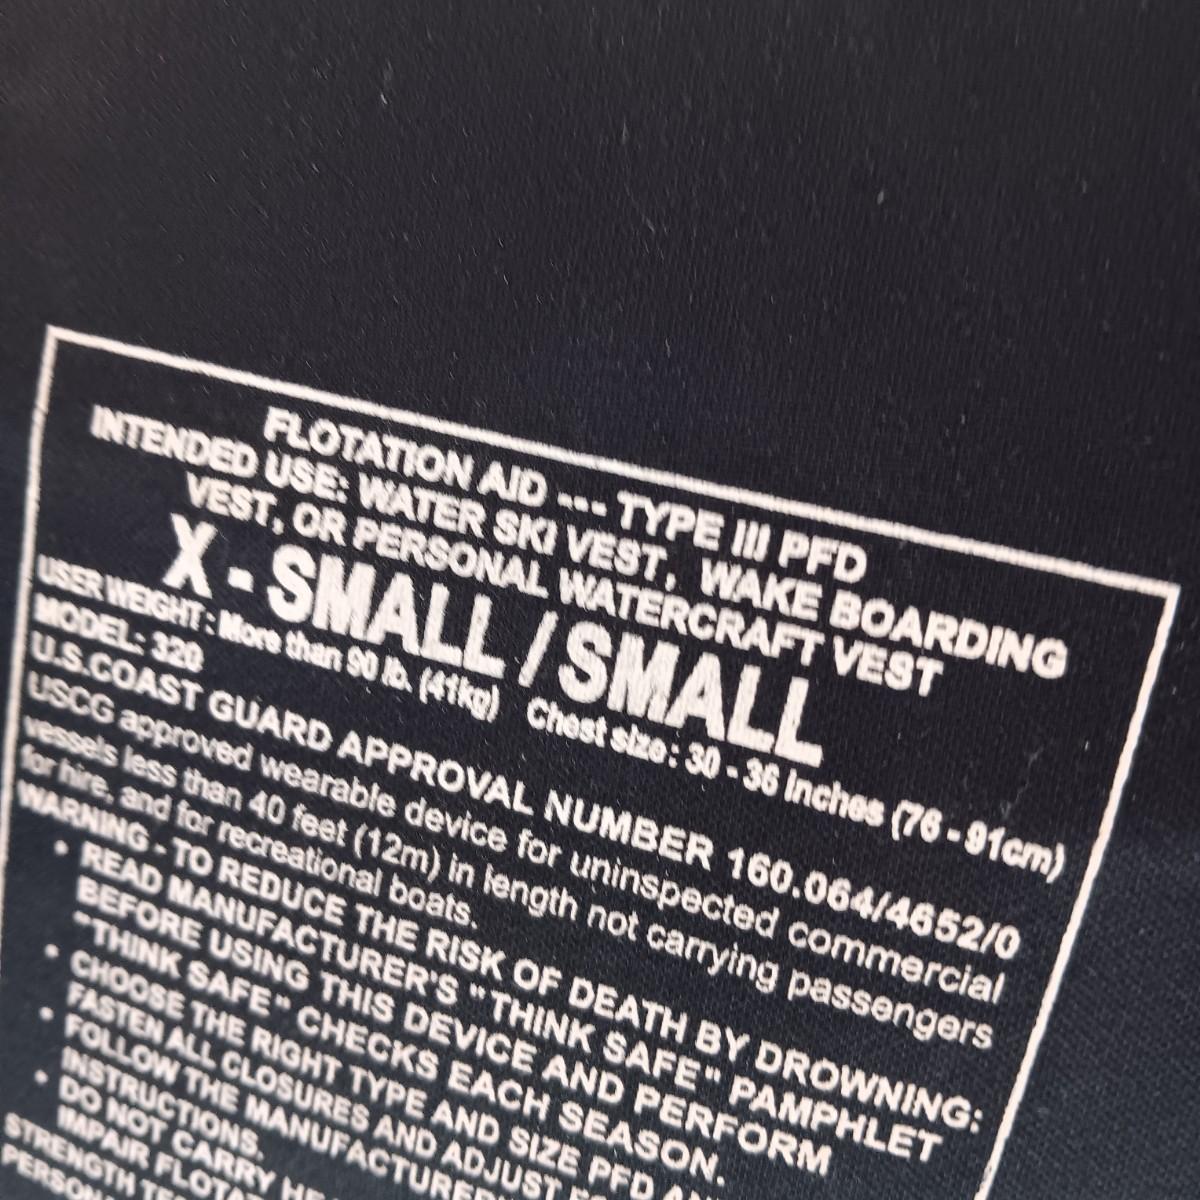 FLOTATION AID --- TYPE III PFD
INTENDED USE: WATER SKI VEST, WAKE BOARDING
VEST, OR PERSONAL WATERCRAFT VEST
X - SMALL / SMALL
USER WEIGHT : More than 90 lb. (41kg) Chest size : 30 - 36 inches (76 - 91cm)
MODEL: 320
U.S.COAST GUARD APPROVAL NUMBER 160.064/4652/0
USCG approved wearable device for uninspected commercial
vessels less than 40 feet (12m) in length not carrying passengers
for hire, and for recreational boats.
WARNING - TO REDUCE THE RISK OF DEATH BY DROWNING:
• READ MANUFACTURER'S "THINK SAFE" PAMPHLET
BEFORE USING THIS DEVICE AND PERFORM
"THINK SAFE" CHECKS EACH SEASON.
• CHOOSE THE RIGHT TYPE AND SIZE PFD AND
FASTEN ALL CLOSURES AND ADJUST
• FOLLOW THE MANUFACTURER
INSTRUCTIONS.
• DO NOT CARRY
IMPAIR
STRENGTH